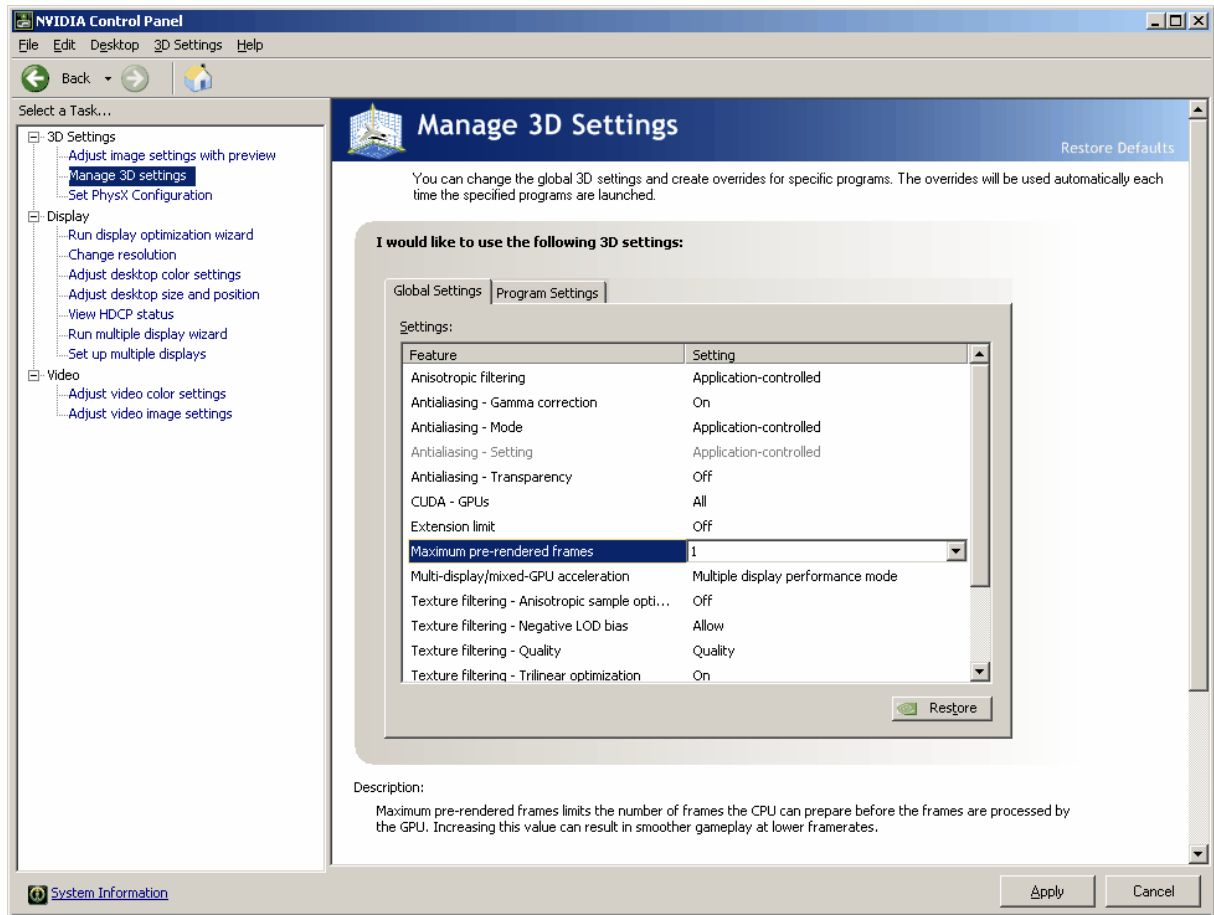 NVIDIA Control Panel
File Edit Desktop 3D Settings Help
Back
Select a Task...
3D Settings
Adjust image settings with preview
Manage 3D settings
Set PhysX Configuration
Display
Run display optimization wizard
Change resolution
Adjust desktop color settings
Adjust desktop size and position
View HDCP status
Run multiple display wizard
Set up multiple displays
Video
Adjust video color settings
Adjust video image settings
System Information
Manage 3D Settings
Restore Defaults
You can change the global 3D settings and create overrides for specific programs. The overrides will be used automatically each
time the specified programs are launched.
I would like to use the following 3D settings:
Global Settings Program Settings
Settings:
Feature Setting
Anisotropic filtering Application-controlled
Antialiasing - Gamma correction On
Antialiasing - Mode Application-controlled
Antialiasing - Setting Application-controlled
Antialiasing - Transparency Off
CUDA - GPUs All
Extension limit Off
Maximum pre-rendered frames 1
Multi-display/mixed-GPU acceleration Multiple display performance mode
Texture filtering - Anisotropic sample opti... Off
Texture filtering - Negative LOD bias Allow
Texture filtering - Quality Quality
Texture filtering - Trilinear optimization On
Restore
Description:
Maximum pre-rendered frames limits the number of frames the CPU can prepare before the frames are processed by
the GPU. Increasing this value can result in smoother gameplay at lower framerates.
Apply Cancel